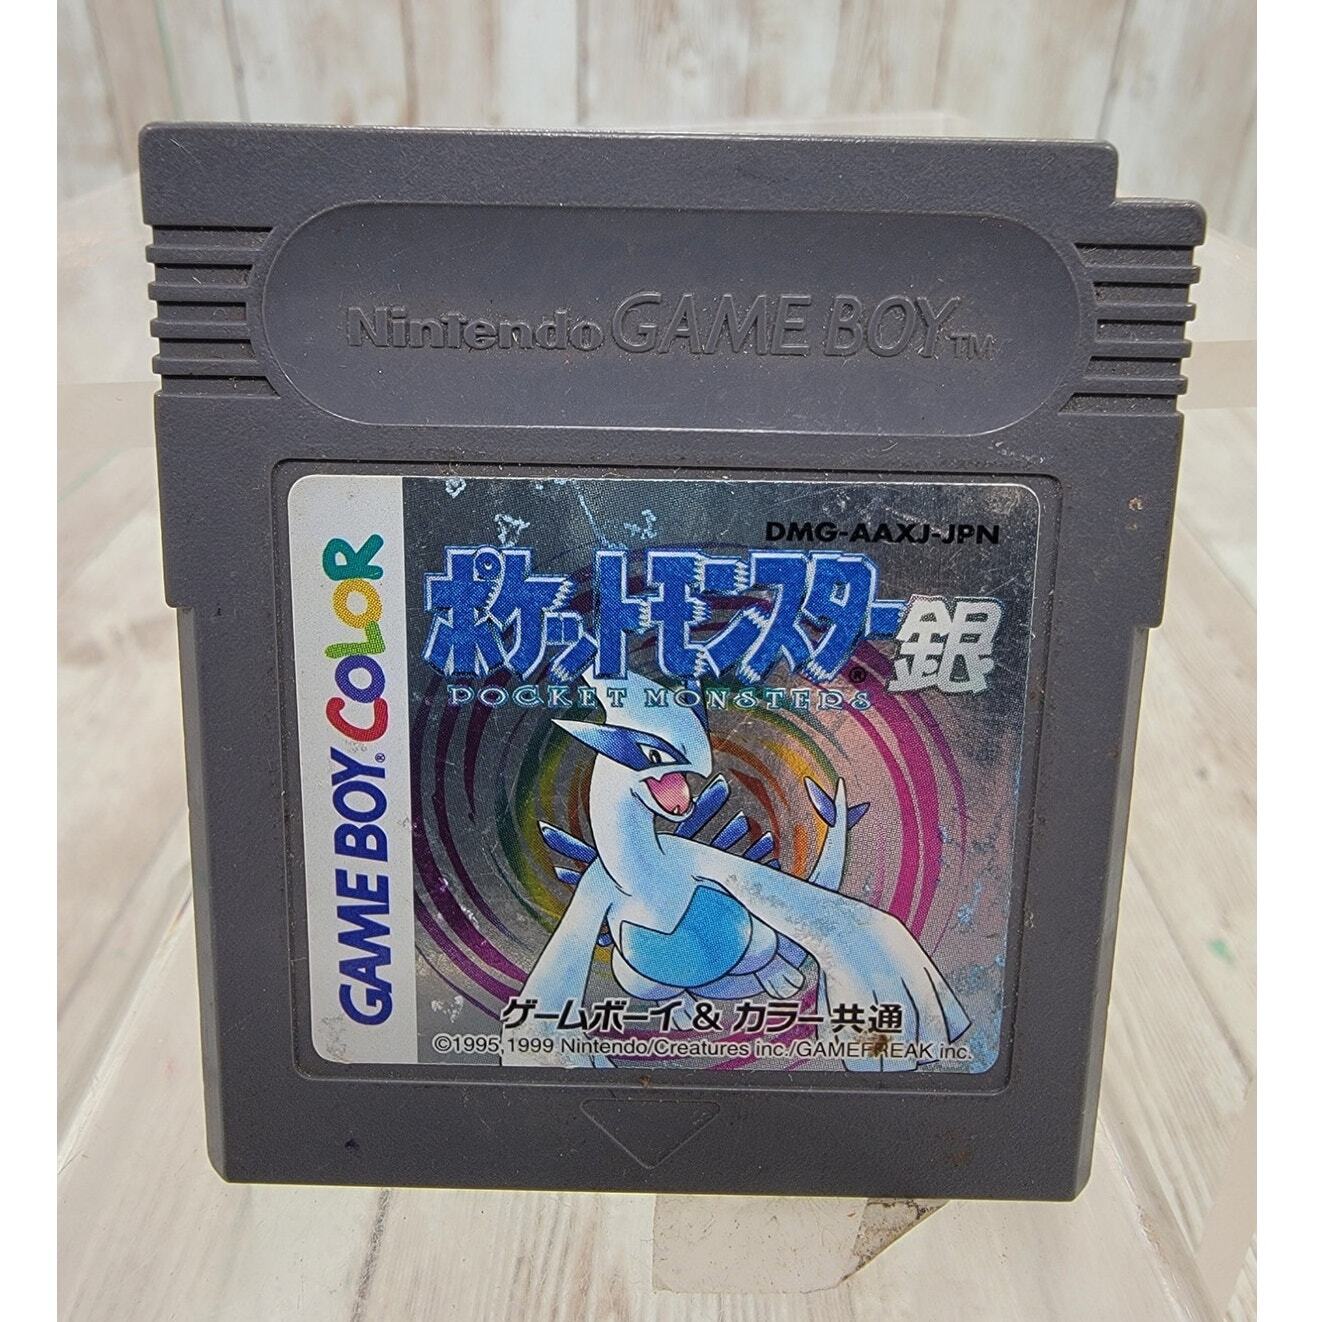 Nintendo GAME BOY™
DMG-AAXJ-JPN
ポケットモンスター銀
POCKET MONSTERS®
GAME BOY® COLOR
ゲームボーイ & カラー共通
©1995,1999 Nintendo/Creatures inc./GAMEFREAK inc.